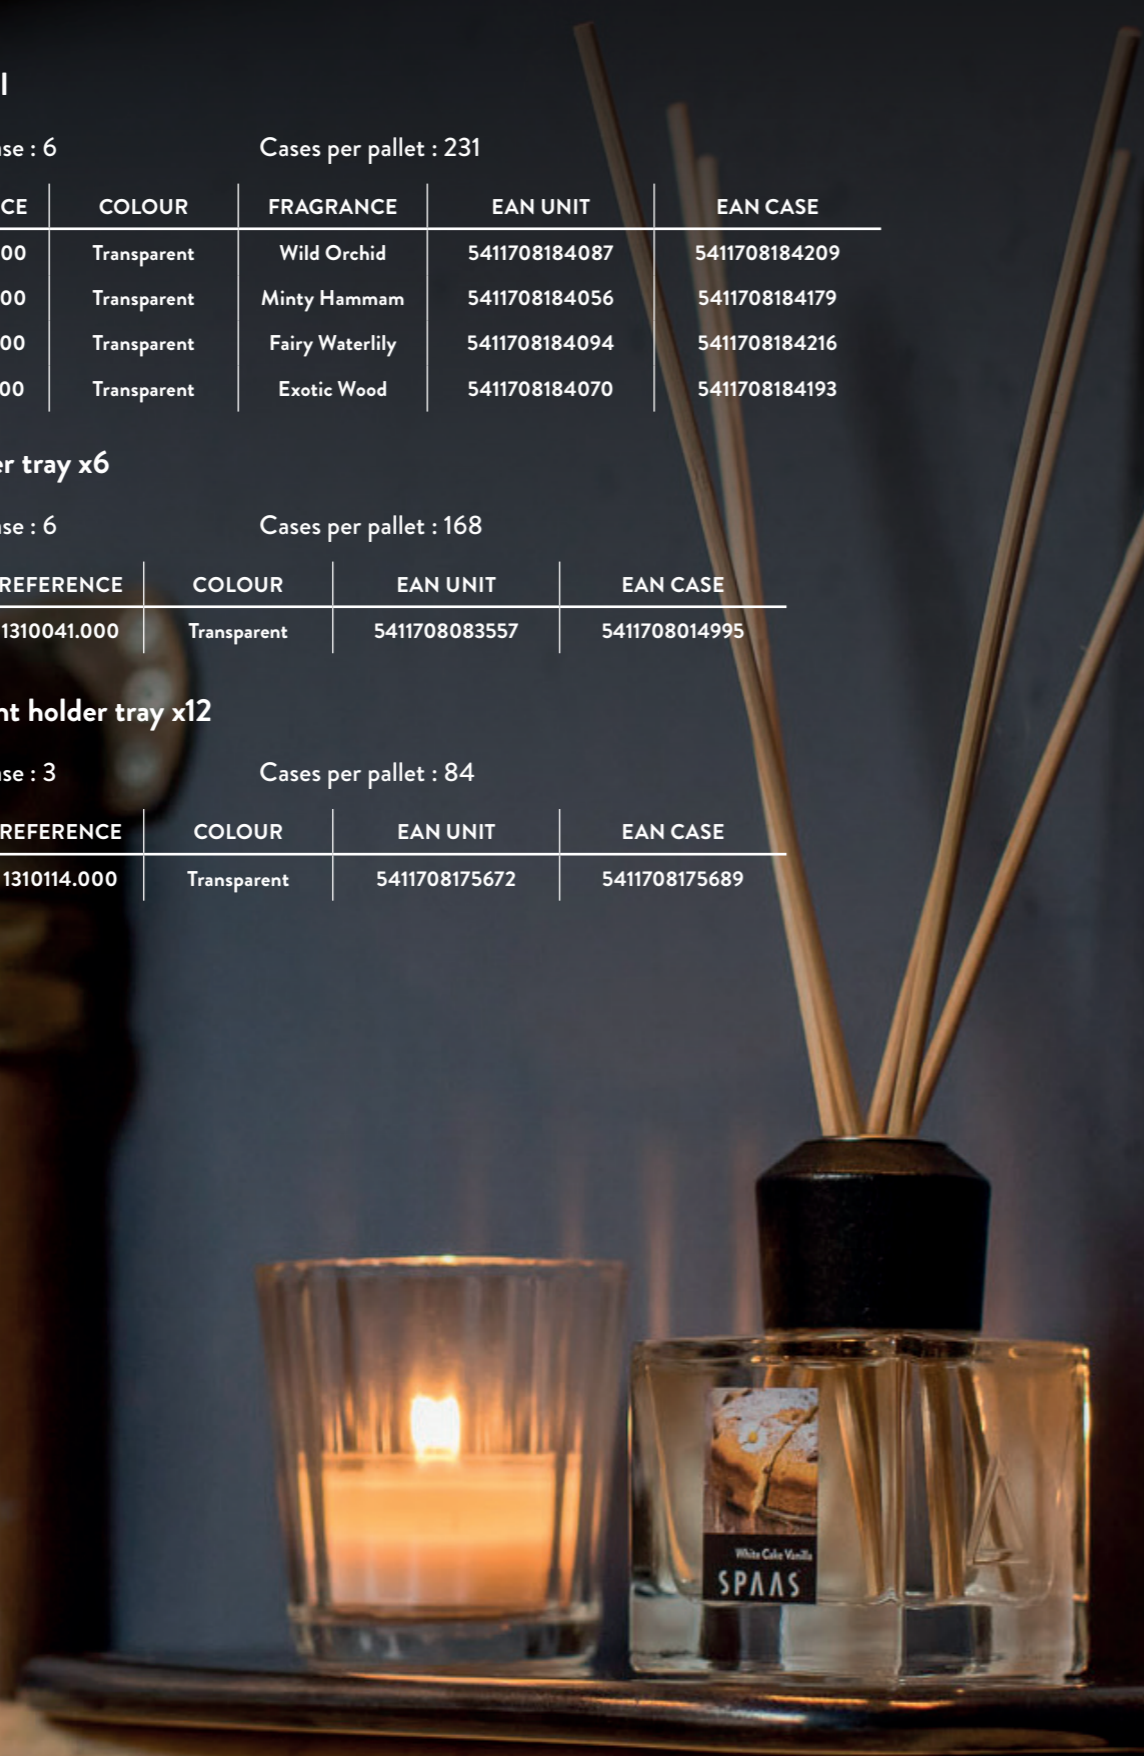 l
ase : 6 Cases per pallet : 231
CE COLOUR FRAGRANCE EAN UNIT EAN CASE
00 Transparent Wild Orchid 5411708184087 5411708184209
00 Transparent Minty Hammam 5411708184056 5411708184179
00 Transparent Fairy Waterlily 5411708184094 5411708184216
00 Transparent Exotic Wood 5411708184070 5411708184193
er tray x6
ase : 6 Cases per pallet : 168
REFERENCE COLOUR EAN UNIT EAN CASE
1310041.000 Transparent 5411708083557 5411708014995
nt holder tray x12
ase : 3 Cases per pallet : 84
REFERENCE COLOUR EAN UNIT EAN CASE
1310114.000 Transparent 5411708175672 5411708175689
White Cake Vanilla
SPAAS